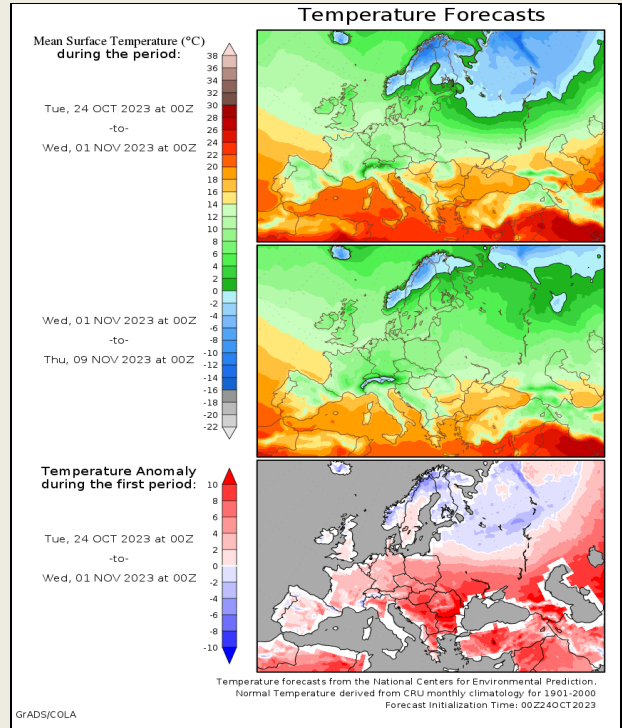 Temperature Forecasts
Mean Surface Temperature (°C)
during the period:
38
36
34
32
30
28
26
24
22
20
18
16
14
12
10
8
6
4
2
0
-2
-4
-6
-8
-10
-12
-14
-16
-18
-20
-22
Tue, 24 OCT 2023 at 00Z
-to-
Wed, 01 NOV 2023 at 00Z
Wed, 01 NOV 2023 at 00Z
-to-
Thu, 09 NOV 2023 at 00Z
Temperature Anomaly
during the first period:
10
8
6
4
2
0
-2
-4
-6
-8
-10
Tue, 24 OCT 2023 at 00Z
-to-
Wed, 01 NOV 2023 at 00Z
Temperature forecasts from the National Centers for Environmental Prediction.
Normal Temperature derived from CRU monthly climatology for 1901-2000
Forecast Initialization Time: 00Z24OCT2023
GrADS/COLA